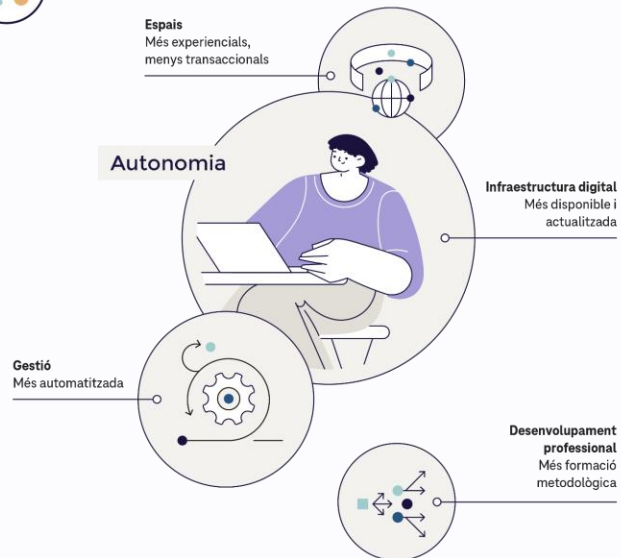 Espais
Més experiencials,
menys transaccionals
Autonomia
Infraestructura digital
Més disponible i
actualitzada
Gestió
Més automatitzada
Desenvolupament
professional
Més formació
metodològica